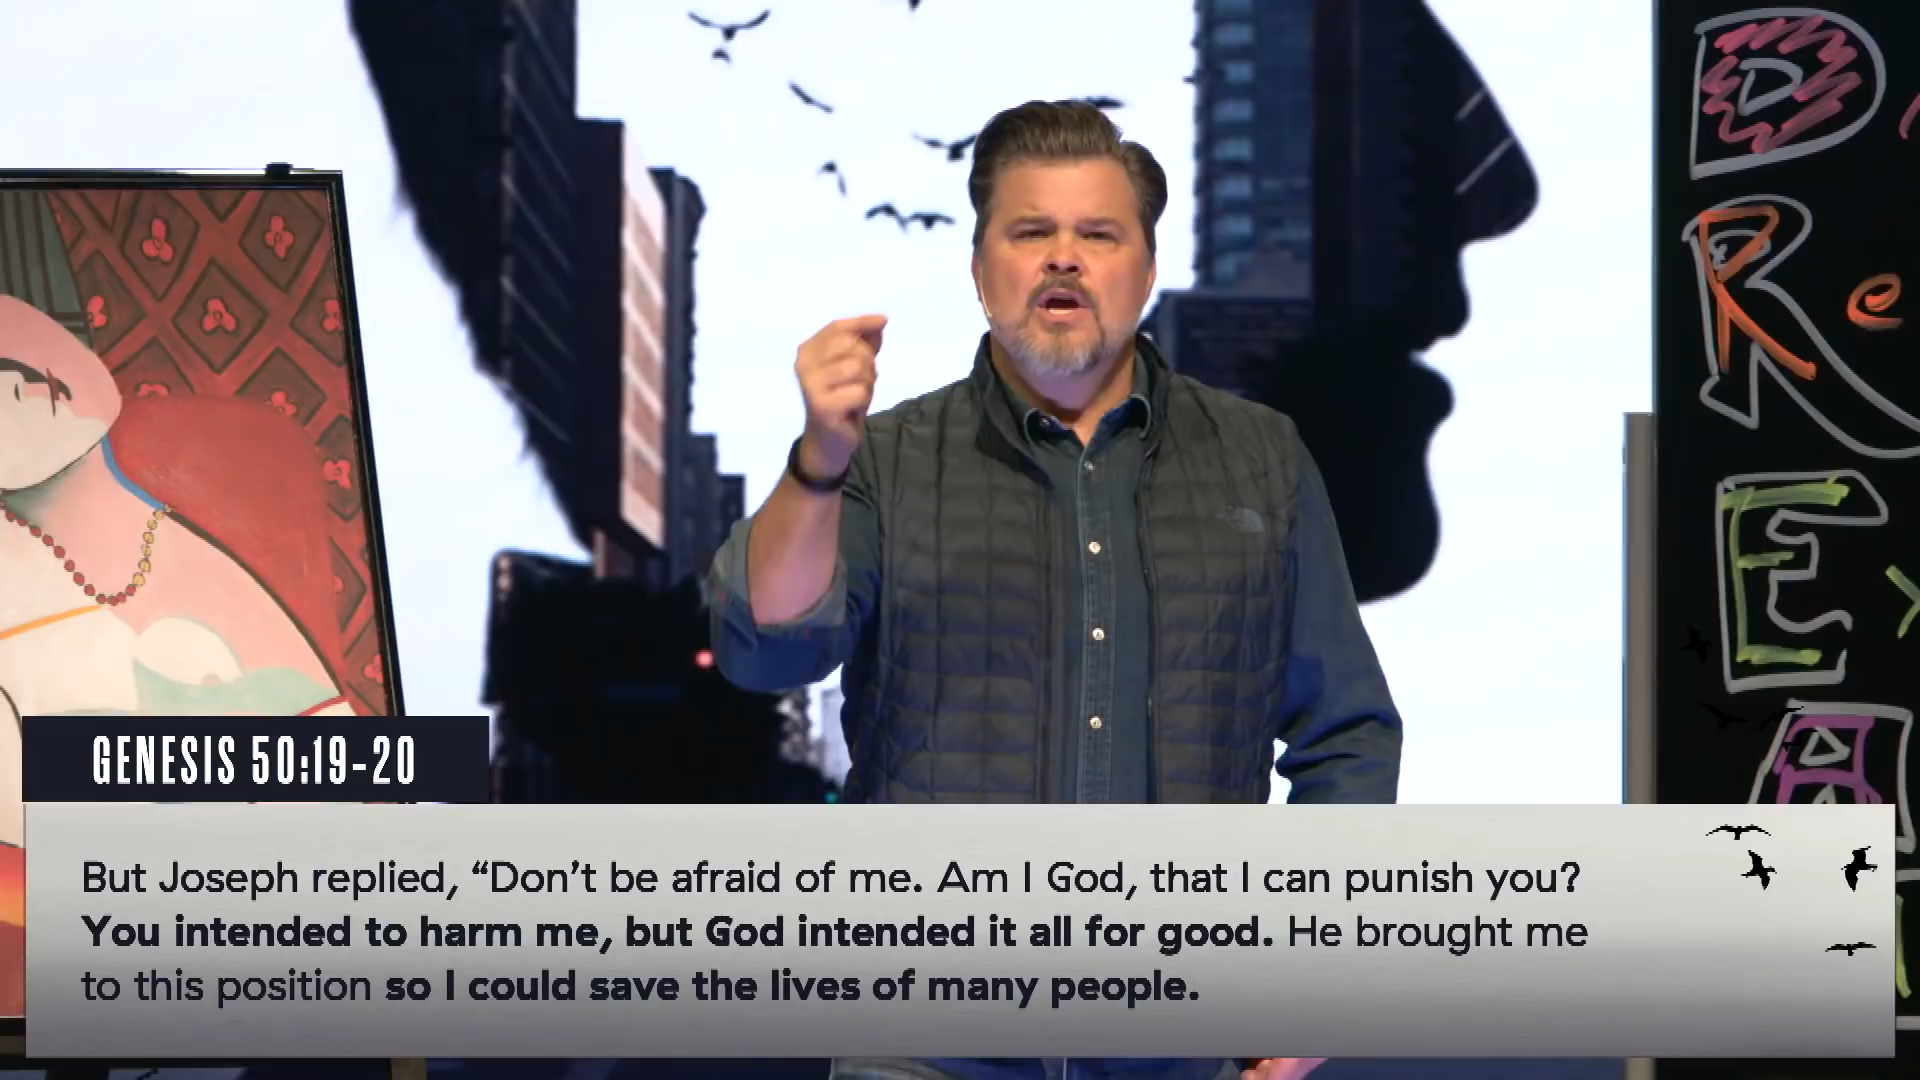 D
Re
E
A
GENESIS 50:19-20
But Joseph replied, “Don’t be afraid of me. Am I God, that I can punish you?
You intended to harm me, but God intended it all for good. He brought me
to this position so I could save the lives of many people.